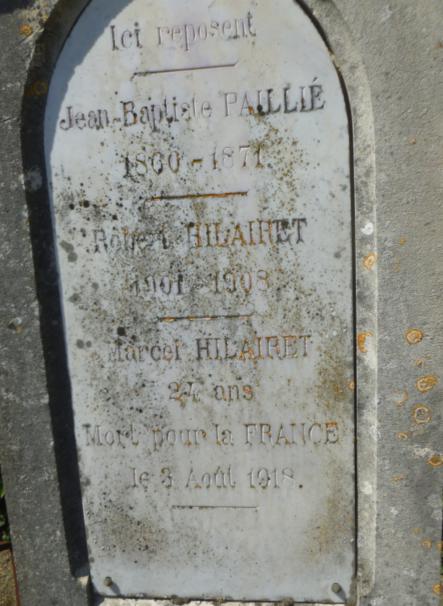 Ici reposent
Jean-Baptiste PAILLIÉ
1800 - 1871
Robert HILAIRET
1901 - 1908
Marcel HILAIRET
24 ans
Mort pour la FRANCE
le 3 Août 1918.